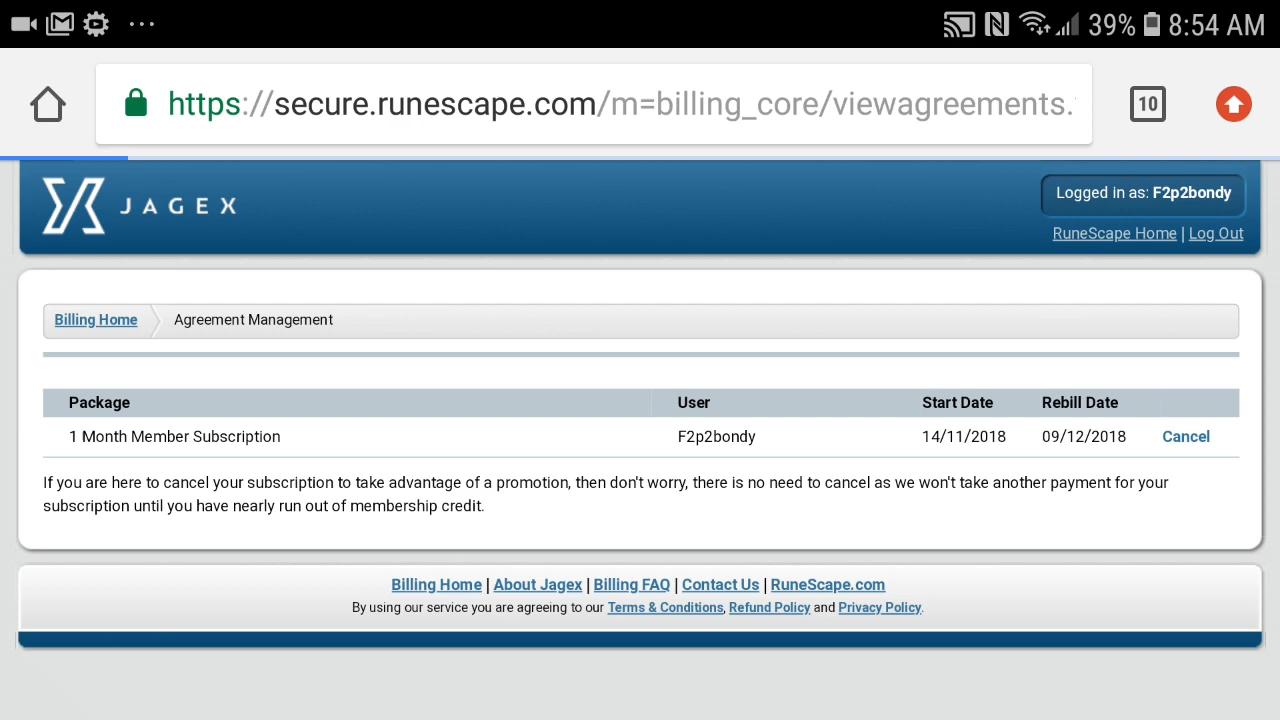 39% 8:54 AM
https://secure.runescape.com/m=billing_core/viewagreements.
10
JAGEX
Logged in as: F2p2bondy
RuneScape Home | Log Out
Billing Home Agreement Management
Package User Start Date Rebill Date
1 Month Member Subscription F2p2bondy 14/11/2018 09/12/2018 Cancel
If you are here to cancel your subscription to take advantage of a promotion, then don't worry, there is no need to cancel as we won't take another payment for your
subscription until you have nearly run out of membership credit.
Billing Home | About Jagex | Billing FAQ | Contact Us | RuneScape.com
By using our service you are agreeing to our Terms & Conditions, Refund Policy and Privacy Policy.